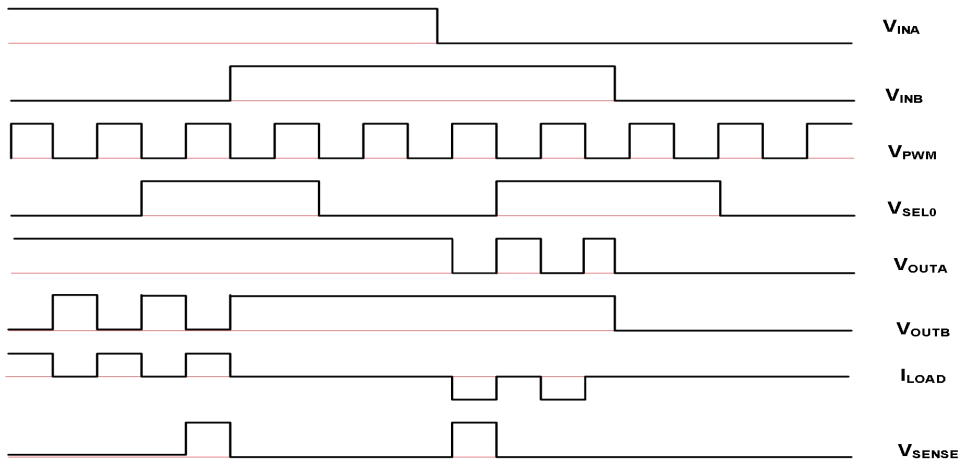 VINA
VINB
VPWM
VSEL0
VOUTA
VOUTB
ILOAD
VSENSE